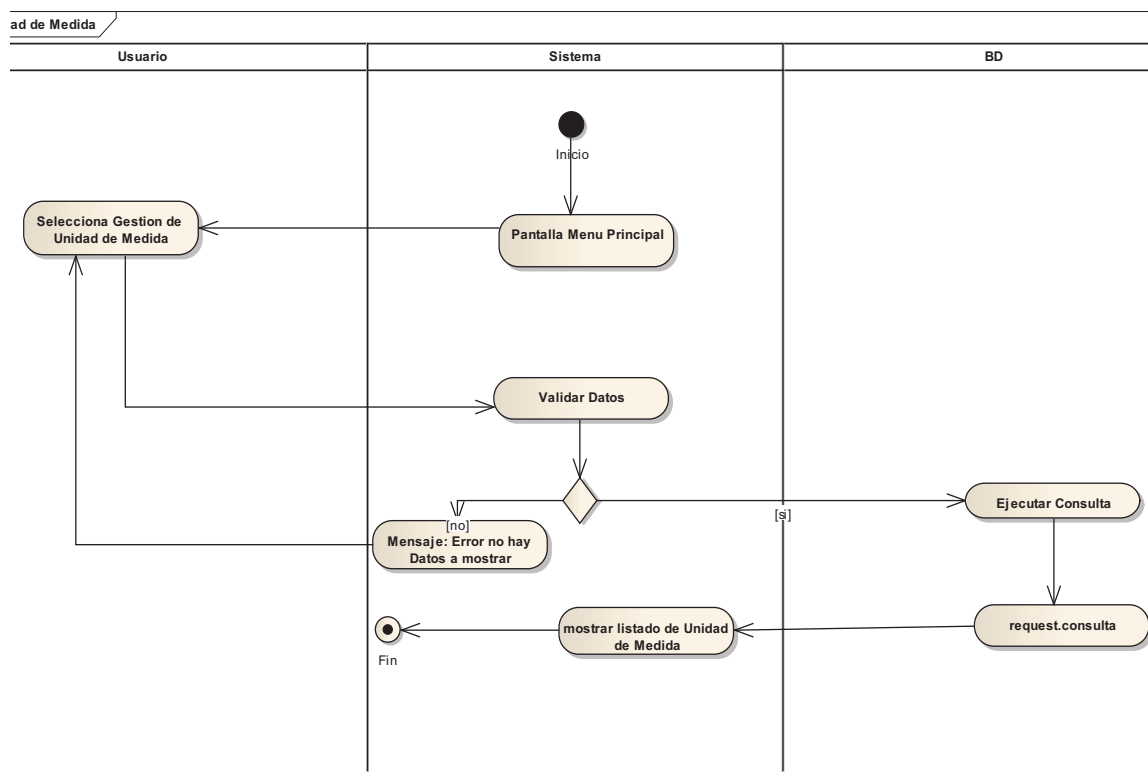 ad de Medida
Usuario
Sistema
BD
Inicio
Selecciona Gestion de
Unidad de Medida
Pantalla Menu Principal
Validar Datos
[no]
[si]
Ejecutar Consulta
Mensaje: Error no hay
Datos a mostrar
mostrar listado de Unidad
de Medida
request.consulta
Fin